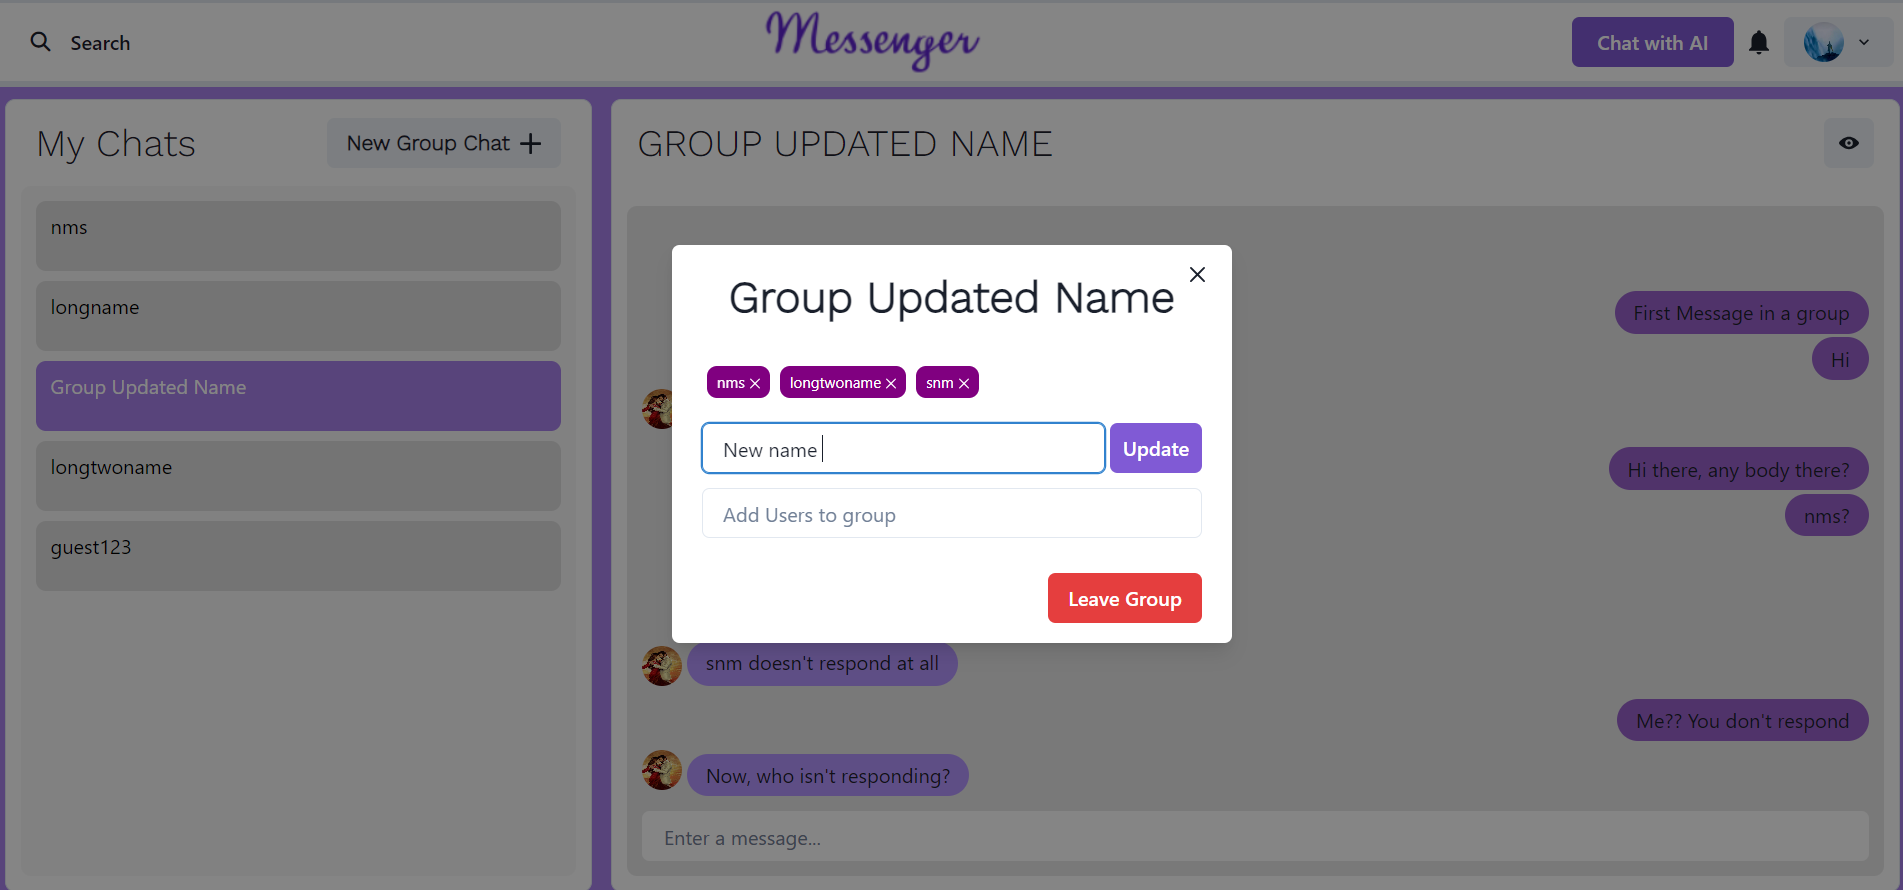 Search
Messenger
Chat with AI
My Chats
New Group Chat
nms
longname
Group Updated Name
longtwoname
guest123
GROUP UPDATED NAME
First Message in a group
Hi
Hi there, any body there?
nms?
snm doesn't respond at all
Me?? You don't respond
Now, who isn't responding?
Enter a message...
Group Updated Name
nms longtwoname snm
New name
Update
Add Users to group
Leave Group